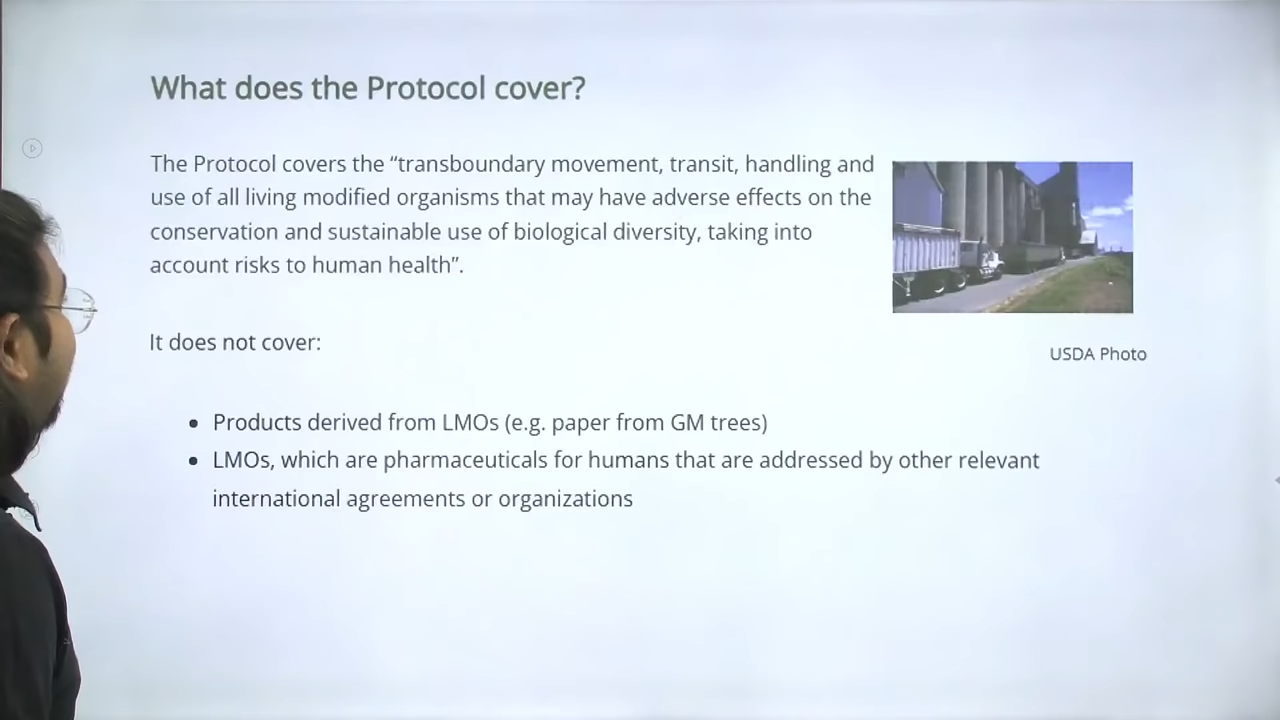 What does the Protocol cover?
The Protocol covers the “transboundary movement, transit, handling and
use of all living modified organisms that may have adverse effects on the
conservation and sustainable use of biological diversity, taking into
account risks to human health”.
USDA Photo
It does not cover:
• Products derived from LMOs (e.g. paper from GM trees)
• LMOs, which are pharmaceuticals for humans that are addressed by other relevant
international agreements or organizations